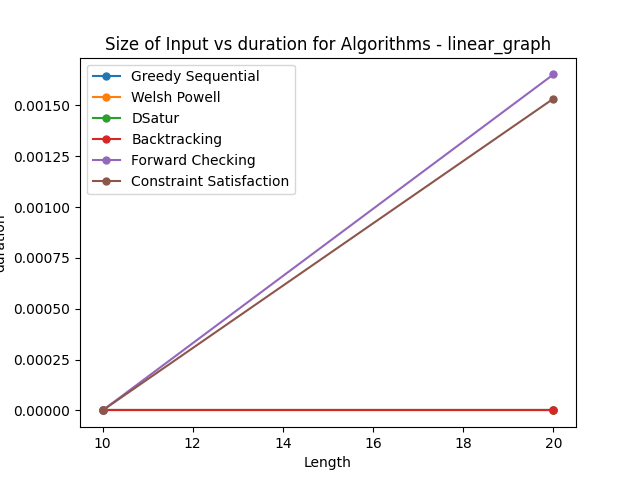 Size of Input vs duration for Algorithms - linear_graph
Greedy Sequential
Welsh Powell
DSatur
Backtracking
Forward Checking
Constraint Satisfaction
0.00150
0.00125
0.00100
0.00075
0.00050
0.00025
0.00000
duration
10 12 14 16 18 20
Length